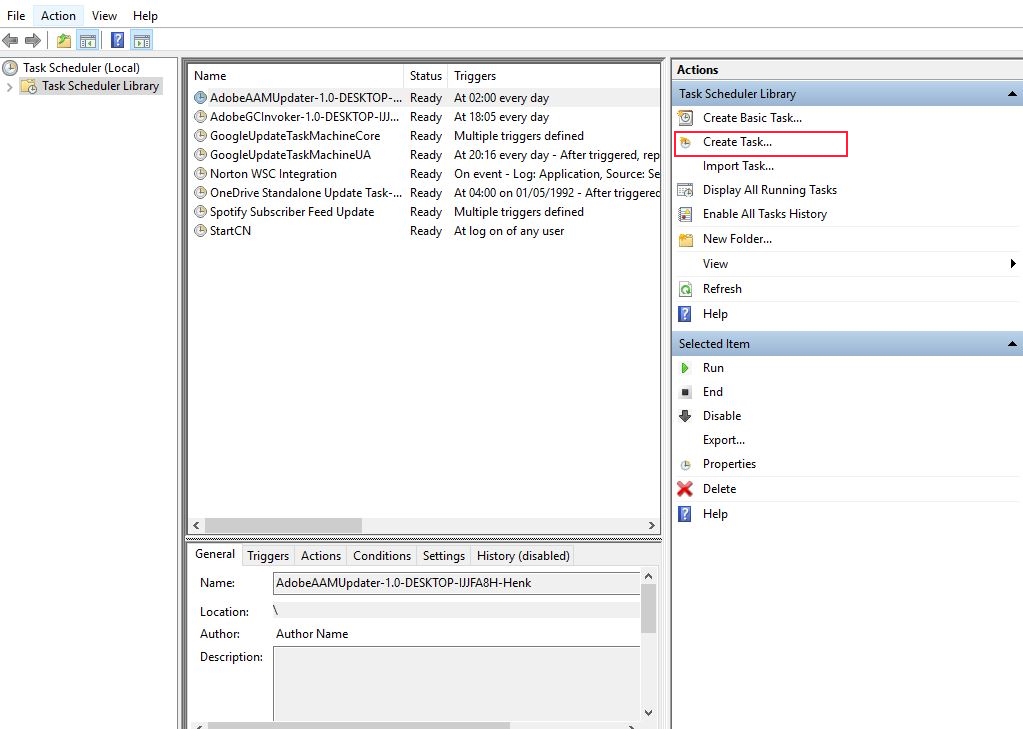 File Action View Help
Task Scheduler (Local)
Task Scheduler Library
Name Status Triggers
AdobeAAMUpdater-1.0-DESKTOP-... Ready At 02:00 every day
AdobeGCInvoker-1.0-DESKTOP-IJJ... Ready At 18:05 every day
GoogleUpdateTaskMachineCore Ready Multiple triggers defined
GoogleUpdateTaskMachineUA Ready At 20:16 every day - After triggered, rep
Norton WSC Integration Ready On event - Log: Application, Source: Se
OneDrive Standalone Update Task-... Ready At 04:00 on 01/05/1992 - After triggered
Spotify Subscriber Feed Update Ready Multiple triggers defined
StartCN Ready At log on of any user
General Triggers Actions Conditions Settings History (disabled)
Name: AdobeAAMUpdater-1.0-DESKTOP-IJJFA8H-Henk
Location: \
Author: Author Name
Description:
Actions
Task Scheduler Library
Create Basic Task...
Create Task...
Import Task...
Display All Running Tasks
Enable All Tasks History
New Folder...
View
Refresh
Help
Selected Item
Run
End
Disable
Export...
Properties
Delete
Help